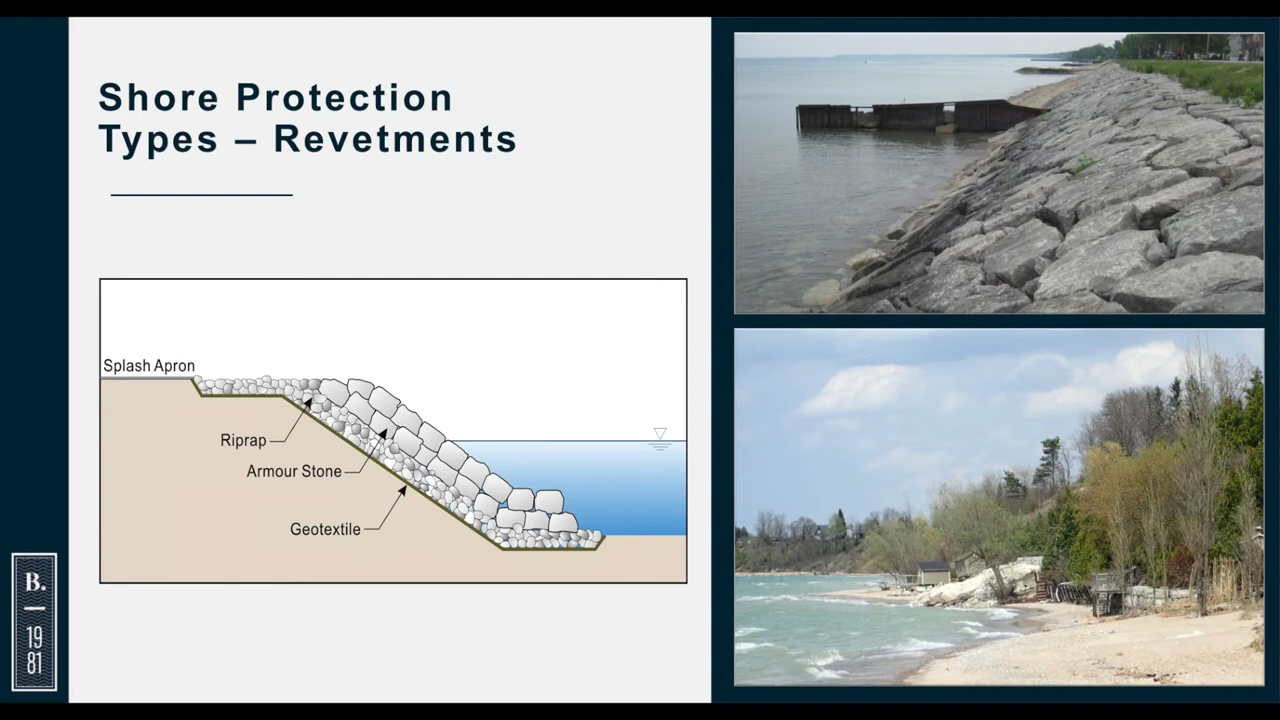 Shore Protection
Types – Revetments
Splash Apron
Riprap
Armour Stone
Geotextile
B.
19
81